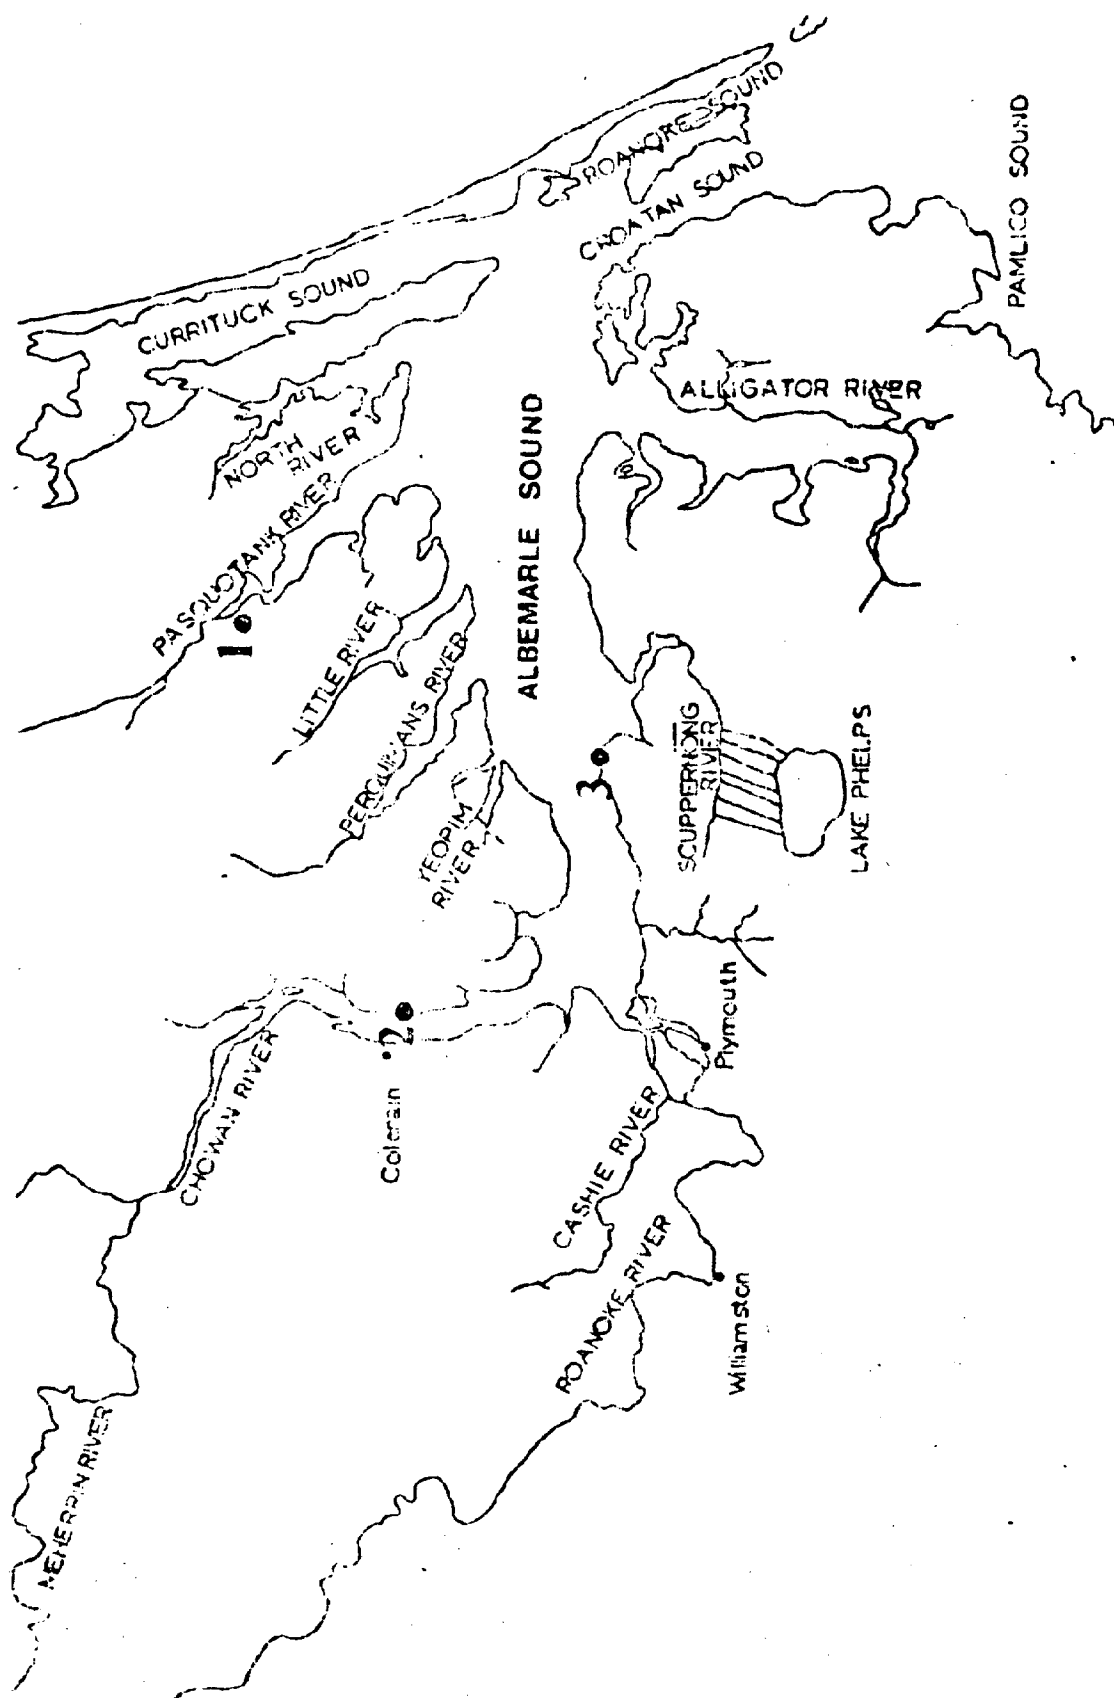 MEHERRIN RIVER
CHOWAN RIVER
Colerain
2
CASHIE RIVER
ROANOKE RIVER
Williamston
Plymouth
PASQUOTANK RIVER
1
NORTH
RIVER
CURRITUCK SOUND
LITTLE RIVER
PERQUIMANS RIVER
YEOPIM
RIVER
ALBEMARLE SOUND
3
SCUPPERNONG
RIVER
LAKE PHELPS
ALLIGATOR RIVER
CROATAN SOUND
ROANOKE SOUND
PAMLICO SOUND